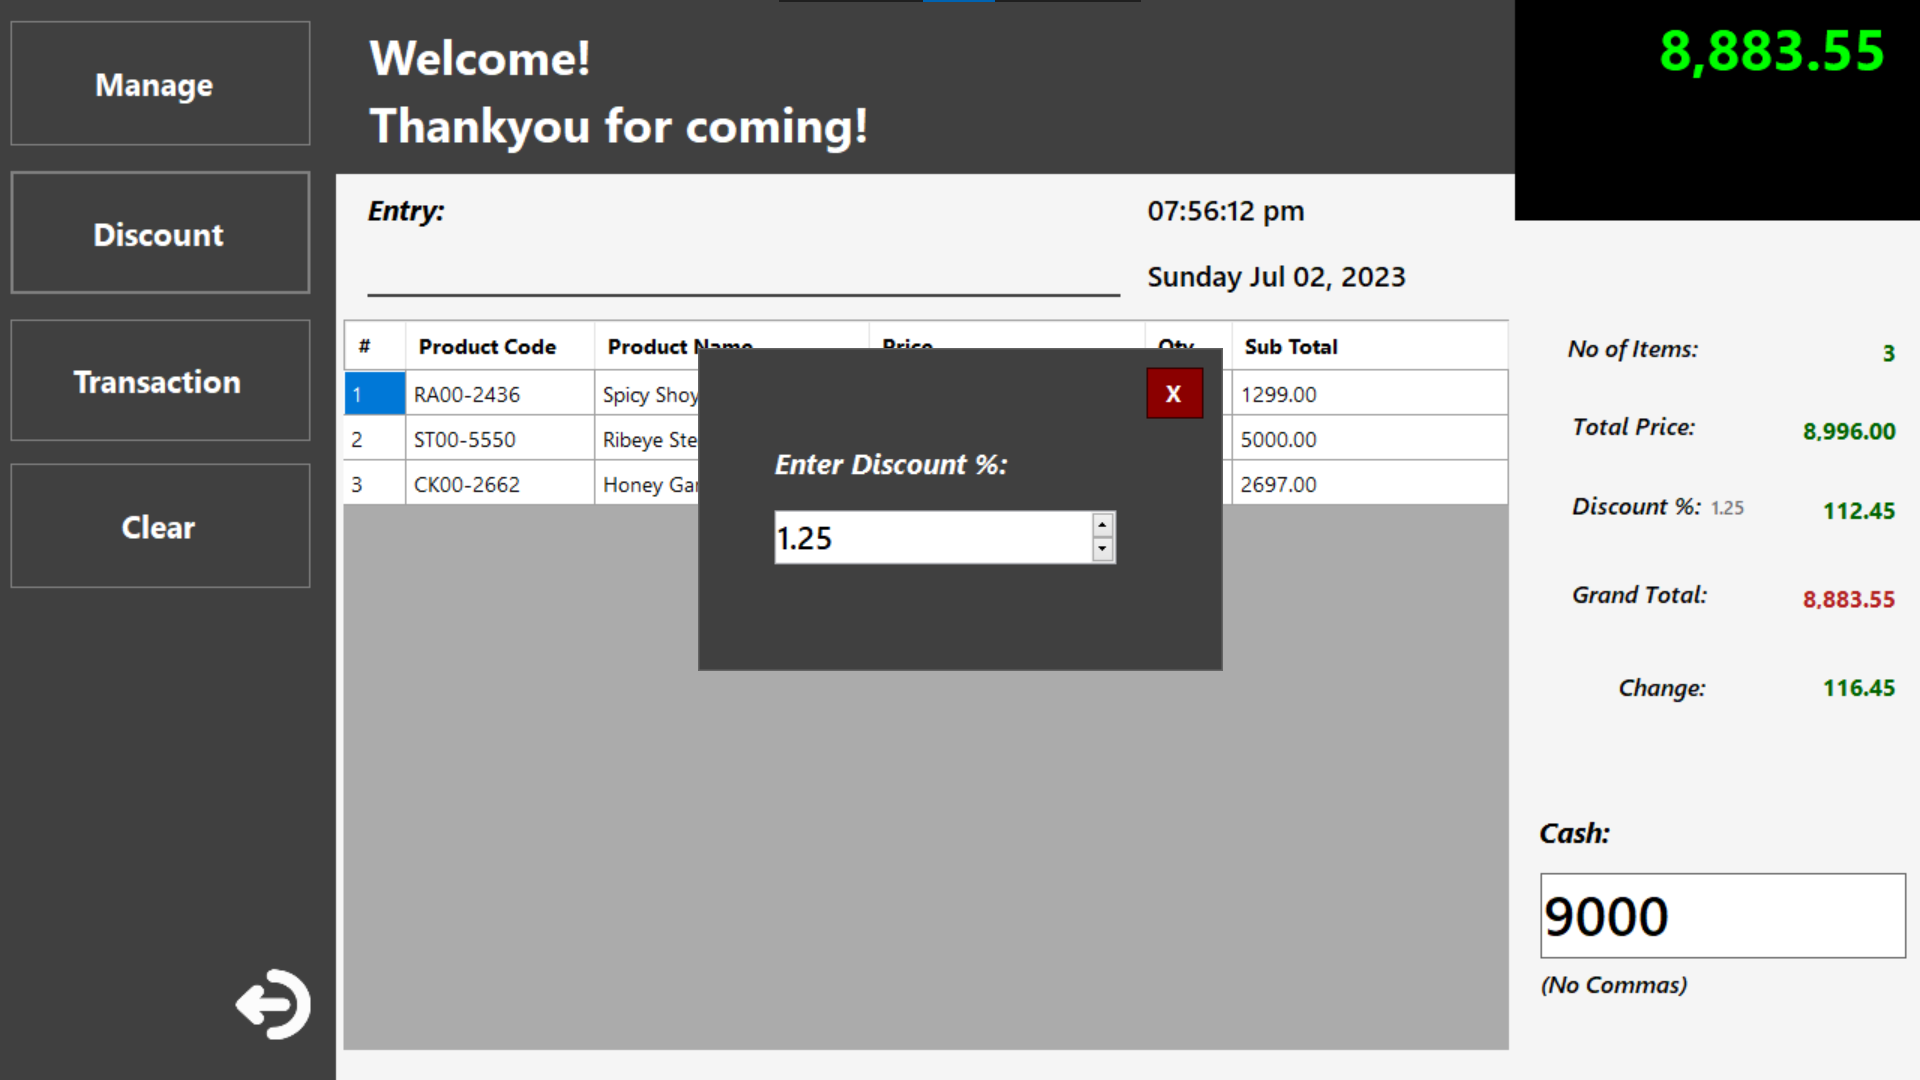 Manage
Discount
Transaction
Clear
Welcome!
Thankyou for coming!
8,883.55
Entry:
07:56:12 pm
Sunday Jul 02, 2023
# Product Code Product Name Price Qty Sub Total
1 RA00-2436 Spicy Shoy 1299.00
2 ST00-5550 Ribeye Ste 5000.00
3 CK00-2662 Honey Gar 2697.00
X
Enter Discount %:
1.25
No of Items: 3
Total Price: 8,996.00
Discount %: 1.25 112.45
Grand Total: 8,883.55
Change: 116.45
Cash:
9000
(No Commas)